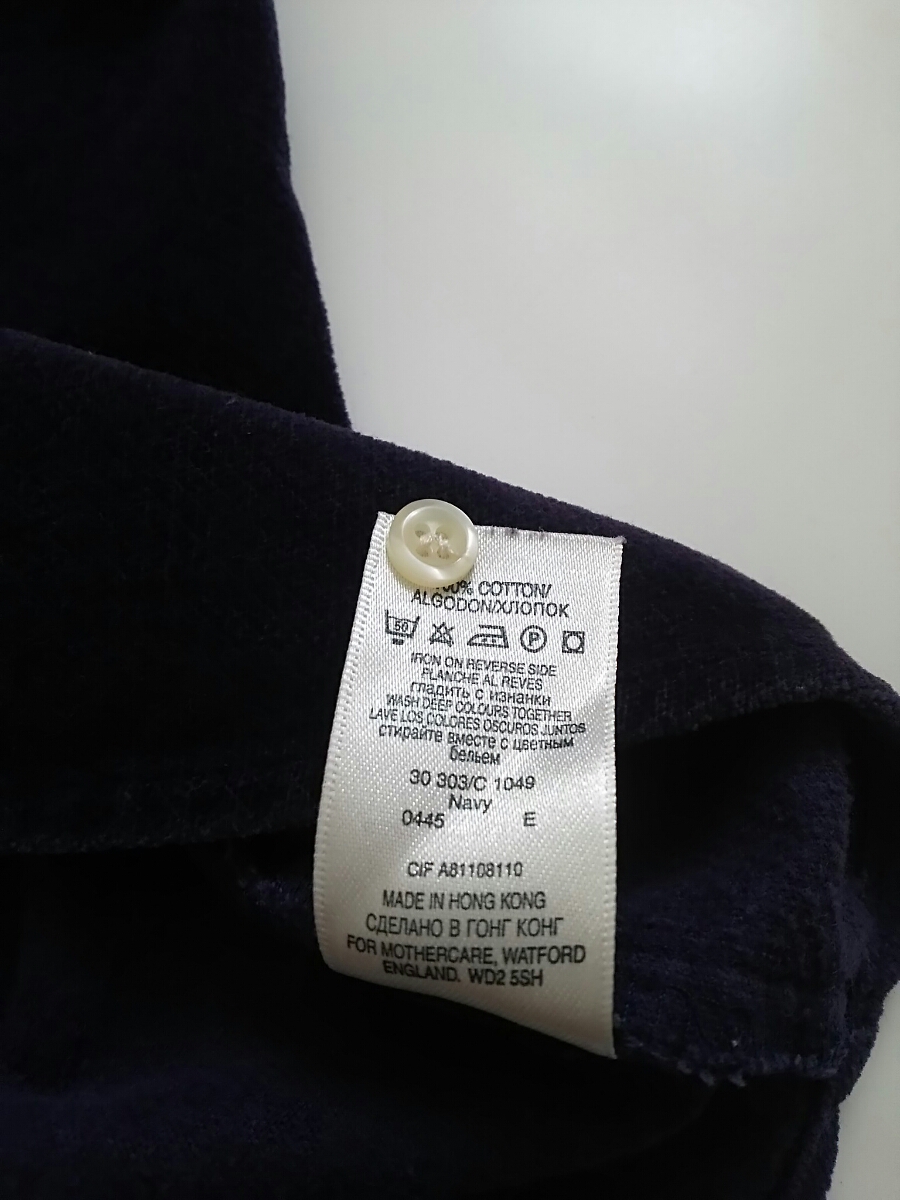 100% COTTON/
ALGODON/ХЛОПОК
50 P
IRON ON REVERSE SIDE
PLANCHE AL REVES
гладить с изнанки
WASH DEEP COLOURS TOGETHER
LAVE LOS COLORES OSCUROS JUNTOS
стирайте вместе с цветным
бельем
30 303/C 1049
Navy
0445 E
CIF A81108110
MADE IN HONG KONG
СДЕЛАНО В ГОНГ КОНГ
FOR MOTHERCARE, WATFORD
ENGLAND. WD2 5SH